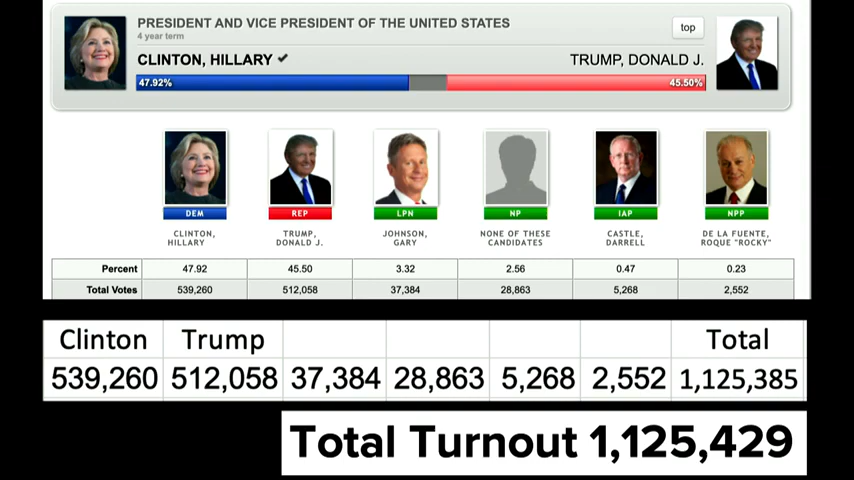 PRESIDENT AND VICE PRESIDENT OF THE UNITED STATES
4 year term
top
CLINTON, HILLARY ✔ TRUMP, DONALD J.
47.92% 45.50%
DEM REP LPN NP IAP NPP
CLINTON, TRUMP, JOHNSON, NONE OF THESE CASTLE, DE LA FUENTE,
HILLARY DONALD J. GARY CANDIDATES DARRELL ROQUE "ROCKY"
Percent 47.92 45.50 3.32 2.56 0.47 0.23
Total Votes 539,260 512,058 37,384 28,863 5,268 2,552
Clinton Trump Total
539,260 512,058 37,384 28,863 5,268 2,552 1,125,385
Total Turnout 1,125,429